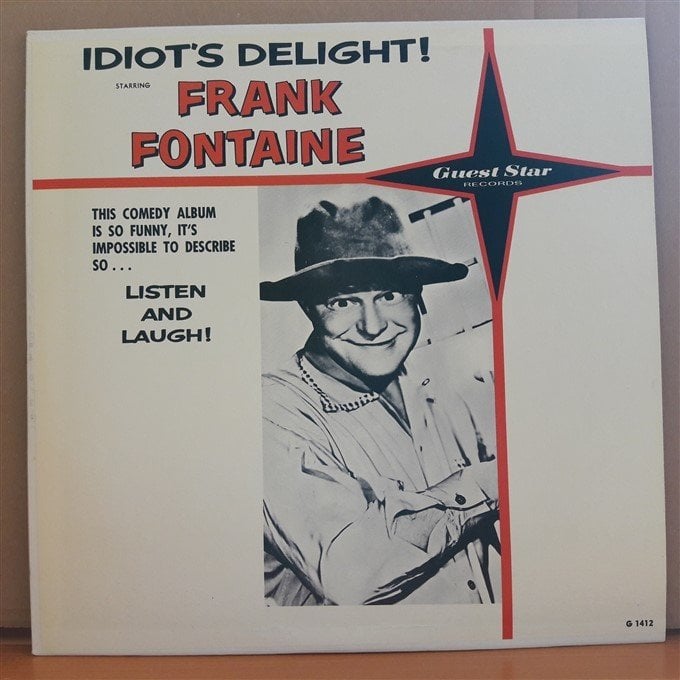 IDIOT'S DELIGHT!
STARRING
FRANK
FONTAINE
Guest Star
RECORDS
THIS COMEDY ALBUM
IS SO FUNNY, IT'S
IMPOSSIBLE TO DESCRIBE
SO...
LISTEN
AND
LAUGH!
G 1412